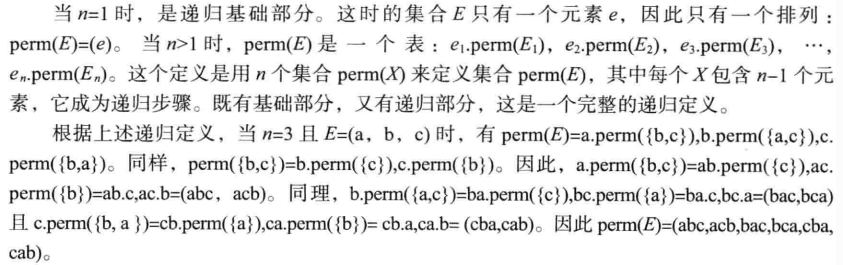 当 n=1 时，是递归基础部分。这时的集合 E 只有一个元素 e，因此只有一个排列：
perm(E)=(e)。 当 n>1 时，perm(E) 是 一 个 表：e₁.perm(E₁)，e₂.perm(E₂)，e₃.perm(E₃)， …,
eₙ.perm(Eₙ)。这个定义是用 n 个集合 perm(X) 来定义集合 perm(E)，其中每个 X 包含 n–1 个元
素，它成为递归步骤。既有基础部分，又有递归部分，这是一个完整的递归定义。
根据上述递归定义，当 n=3 且 E=(a，b，c) 时，有 perm(E)=a.perm({b,c}),b.perm({a,c}),c.
perm({b,a})。同样，perm({b,c})=b.perm({c}),c.perm({b})。因此，a.perm({b,c})=ab.perm({c}),ac.
perm({b})=ab.c,ac.b=(abc，acb)。同理，b.perm({a,c})=ba.perm({c}),bc.perm({a})=ba.c,bc.a=(bac,bca)
且 c.perm({b, a })=cb.perm({a}),ca.perm({b})= cb.a,ca.b= (cba,cab)。因此 perm(E)=(abc,acb,bac,bca,cba,
cab)。